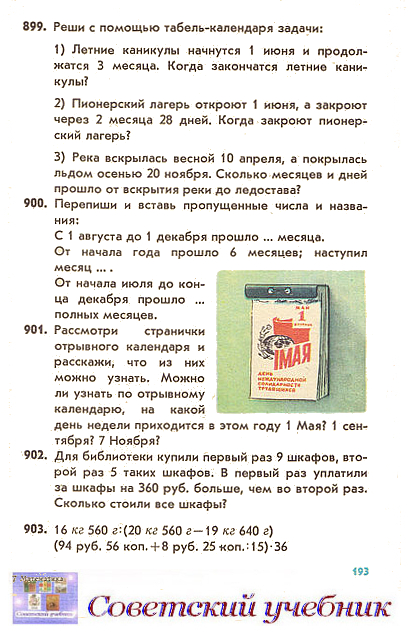 899. Реши с помощью табель-календаря задачи:
1) Летние каникулы начнутся 1 июня и продол-
жатся 3 месяца. Когда закончатся летние кани-
кулы?
2) Пионерский лагерь откроют 1 июня, а закроют
через 2 месяца 28 дней. Когда закроют пионер-
ский лагерь?
3) Река вскрылась весной 10 апреля, а покрылась
льдом осенью 20 ноября. Сколько месяцев и дней
прошло от вскрытия реки до ледостава?
900. Перепиши и вставь пропущенные числа и назва-
ния:
С 1 августа до 1 декабря прошло ... месяца.
От начала года прошло 6 месяцев; наступил
месяц ... .
От начала июля до кон-
ца декабря прошло ...
полных месяцев.
901. Рассмотри странички
отрывного календаря и
расскажи, что из них
можно узнать. Можно
ли узнать по отрывному
календарю, на какой
день недели приходится в этом году 1 Мая? 1 сен-
тября? 7 Ноября?
МАЙ
1
1 МАЯ
ДЕНЬ
МЕЖДУНАРОДНОЙ
СОЛИДАРНОСТИ
ТРУДЯЩИХСЯ
902. Для библиотеки купили первый раз 9 шкафов, вто-
рой раз 5 таких шкафов. В первый раз уплатили
за шкафы на 360 руб. больше, чем во второй раз.
Сколько стоили все шкафы?
903. 16 кг 560 г:(20 кг 560 г—19 кг 640 г)
(94 руб. 56 коп.+8 руб. 25 коп.:15)·36
193
Советский учебник